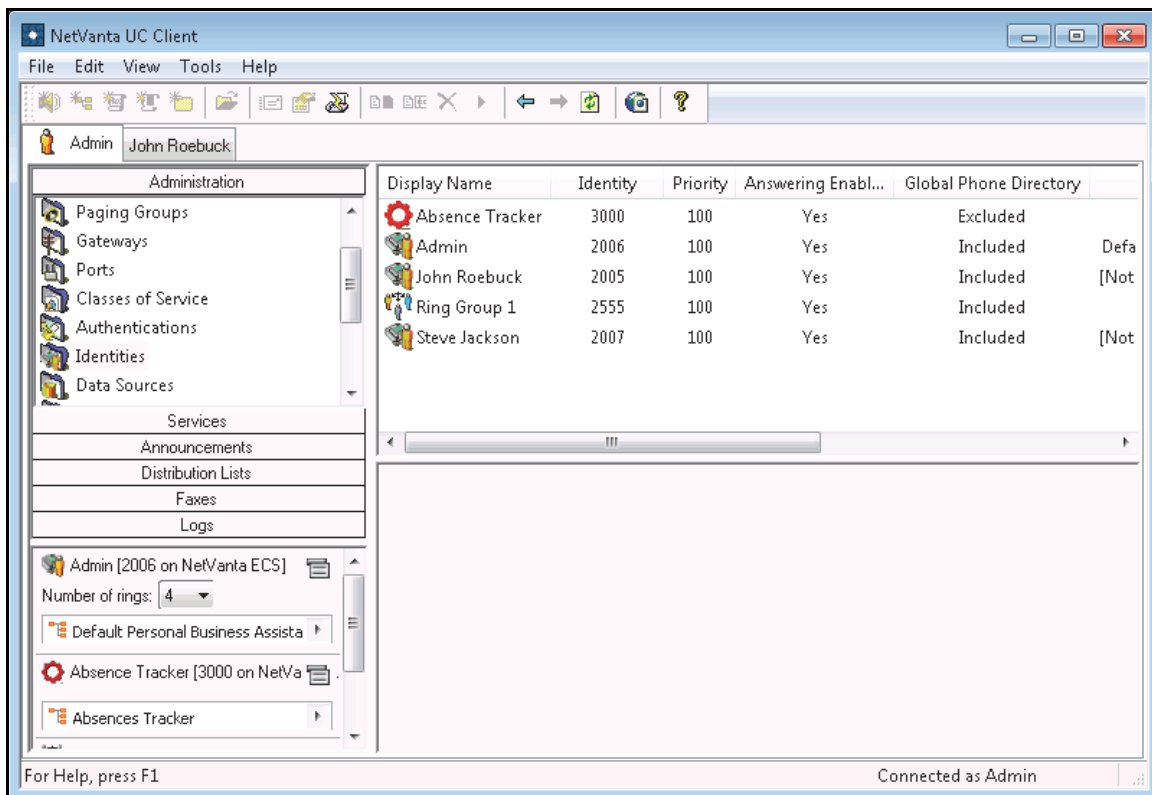 NetVanta UC Client
File Edit View Tools Help
Admin John Roebuck
Administration
Paging Groups
Gateways
Ports
Classes of Service
Authentications
Identities
Data Sources
Services
Announcements
Distribution Lists
Faxes
Logs
Admin [2006 on NetVanta ECS]
Number of rings: 4
Default Personal Business Assista
Absence Tracker [3000 on NetVa .
Absences Tracker
Display Name Identity Priority Answering Enabl... Global Phone Directory
Absence Tracker 3000 100 Yes Excluded
Admin 2006 100 Yes Included Defa
John Roebuck 2005 100 Yes Included [Not
Ring Group 1 2555 100 Yes Included
Steve Jackson 2007 100 Yes Included [Not
For Help, press F1 Connected as Admin